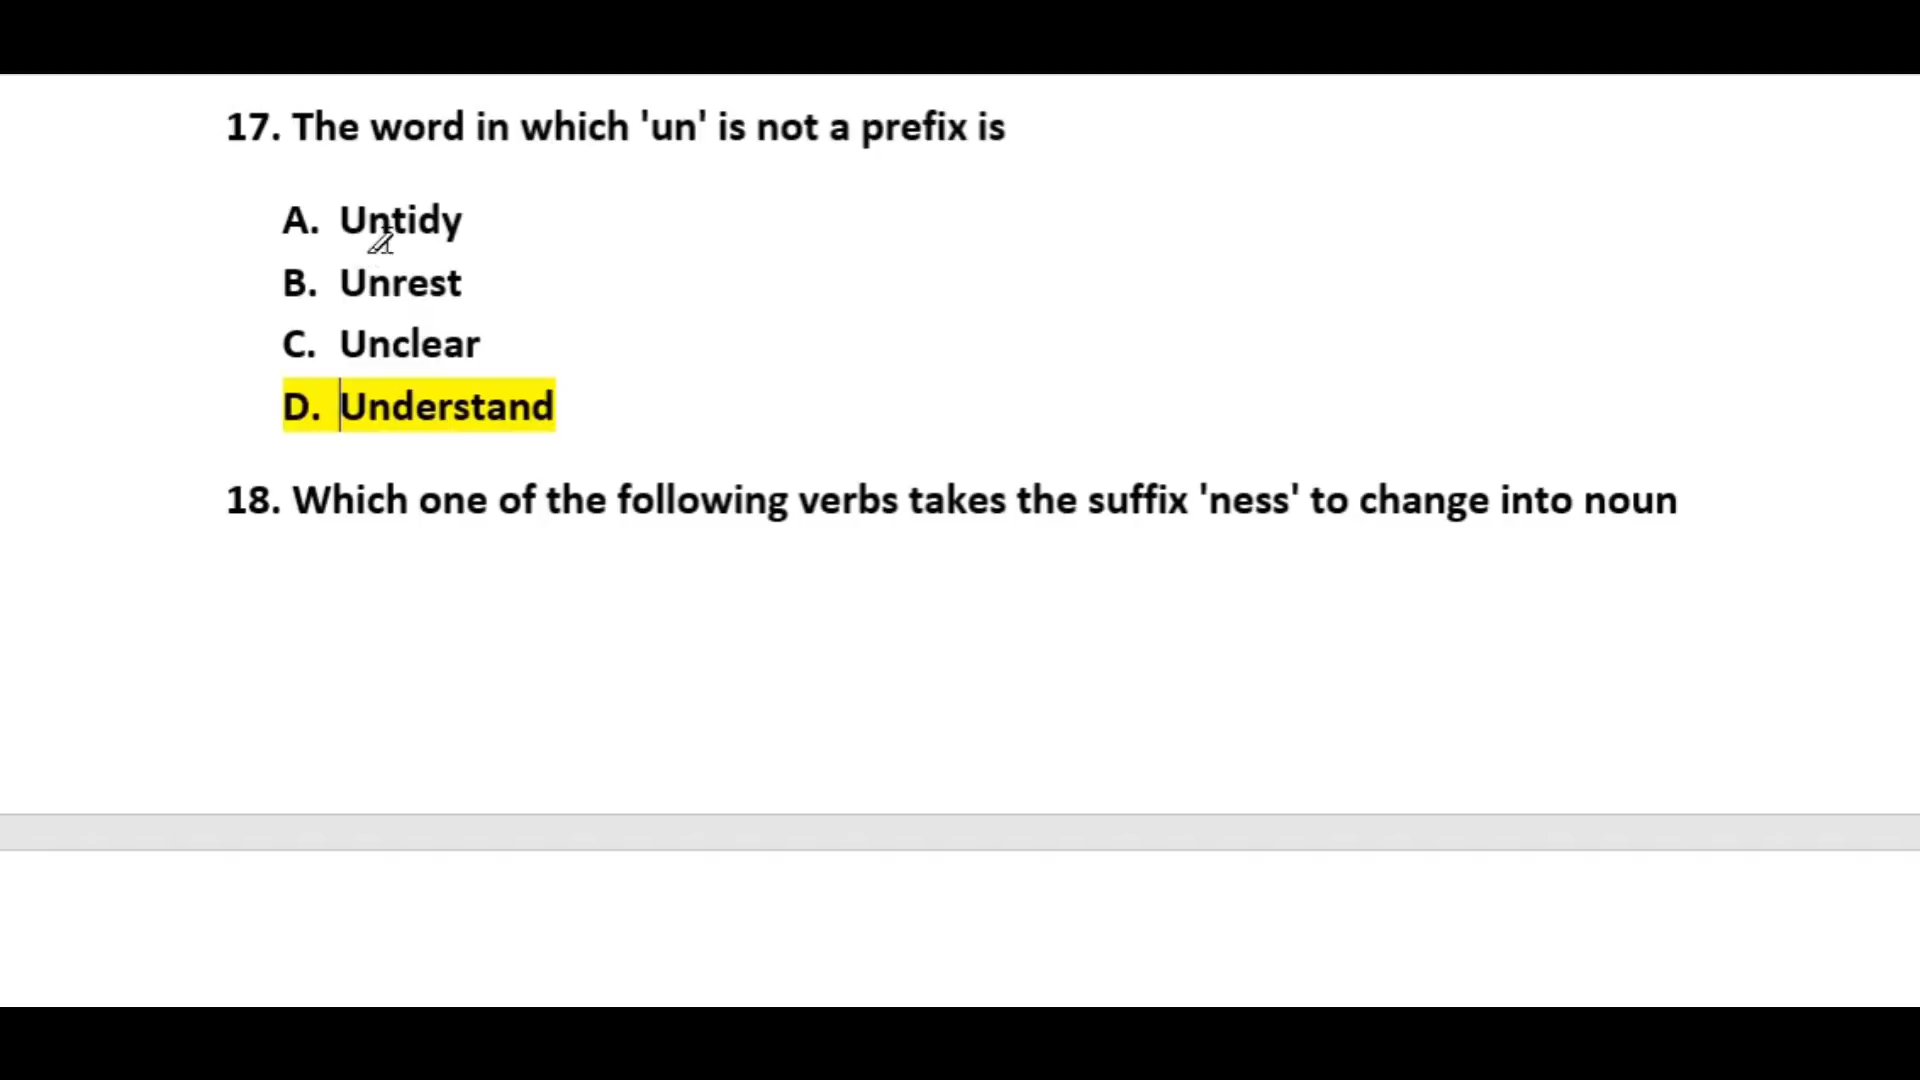 17. The word in which 'un' is not a prefix is
A. Untidy
B. Unrest
C. Unclear
D. Understand
18. Which one of the following verbs takes the suffix 'ness' to change into noun